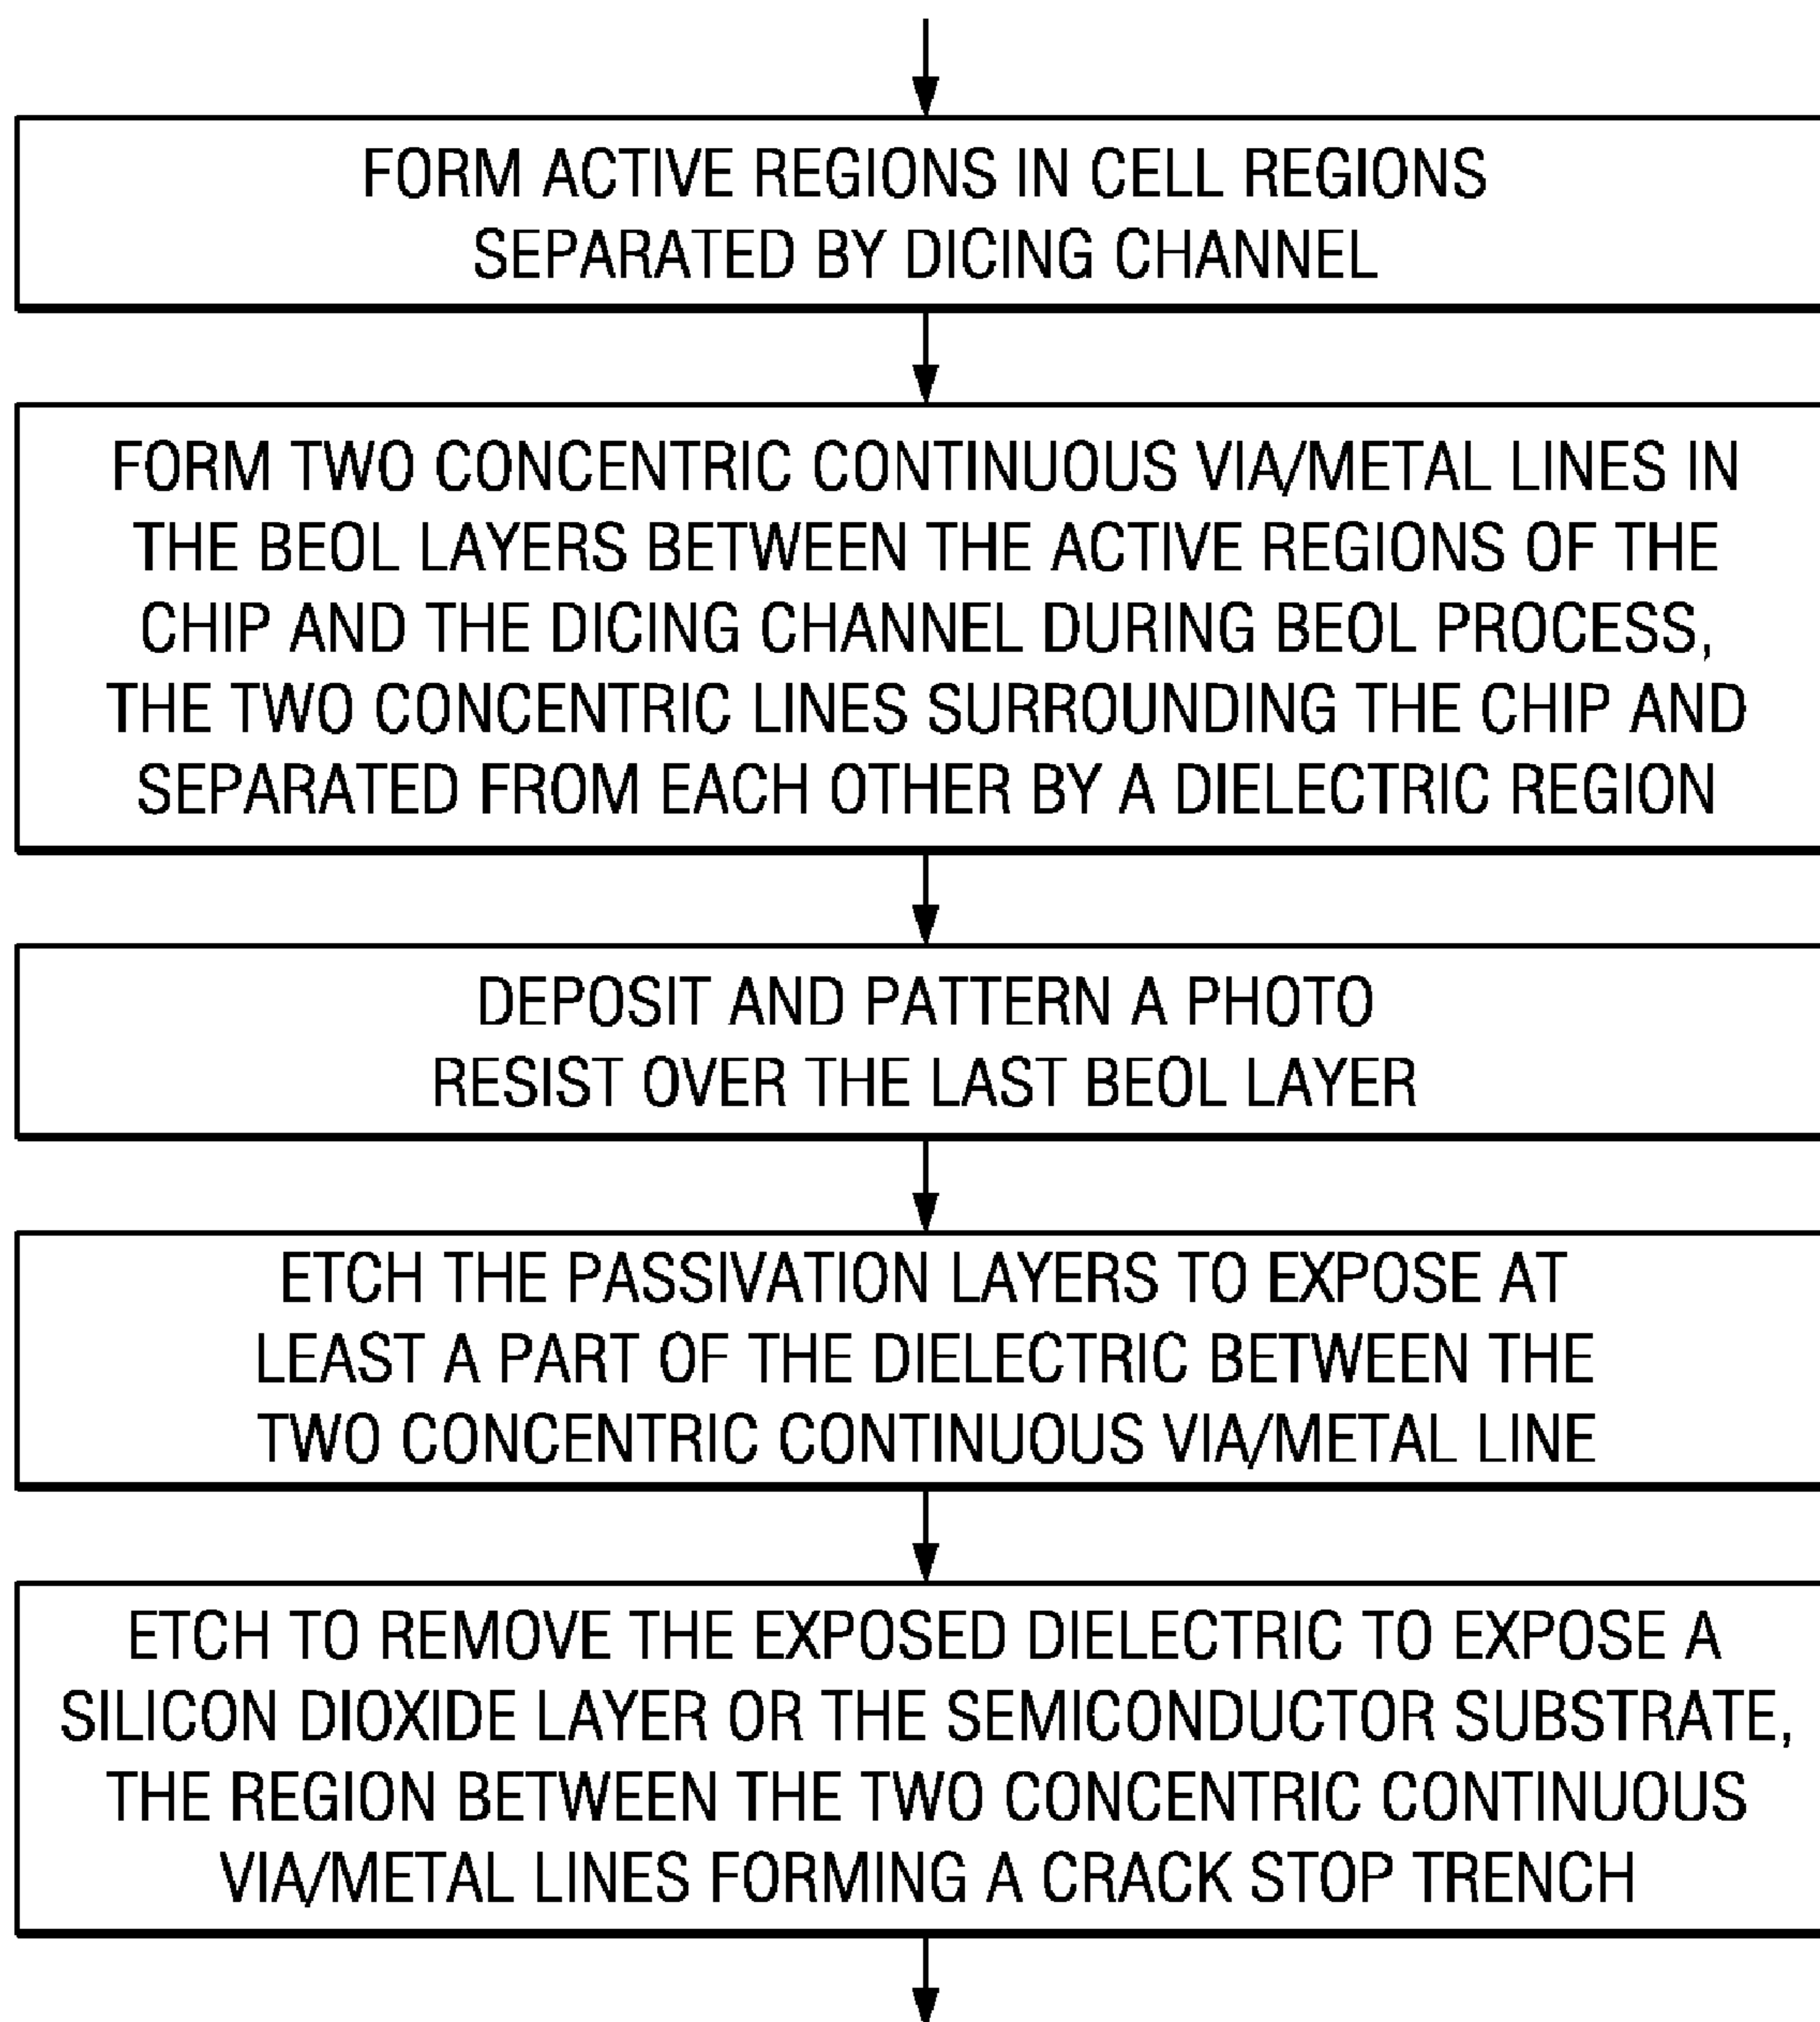 FORM ACTIVE REGIONS IN CELL REGIONS
SEPARATED BY DICING CHANNEL
FORM TWO CONCENTRIC CONTINUOUS VIA/METAL LINES IN
THE BEOL LAYERS BETWEEN THE ACTIVE REGIONS OF THE
CHIP AND THE DICING CHANNEL DURING BEOL PROCESS,
THE TWO CONCENTRIC LINES SURROUNDING THE CHIP AND
SEPARATED FROM EACH OTHER BY A DIELECTRIC REGION
DEPOSIT AND PATTERN A PHOTO
RESIST OVER THE LAST BEOL LAYER
ETCH THE PASSIVATION LAYERS TO EXPOSE AT
LEAST A PART OF THE DIELECTRIC BETWEEN THE
TWO CONCENTRIC CONTINUOUS VIA/METAL LINE
ETCH TO REMOVE THE EXPOSED DIELECTRIC TO EXPOSE A
SILICON DIOXIDE LAYER OR THE SEMICONDUCTOR SUBSTRATE,
THE REGION BETWEEN THE TWO CONCENTRIC CONTINUOUS
VIA/METAL LINES FORMING A CRACK STOP TRENCH